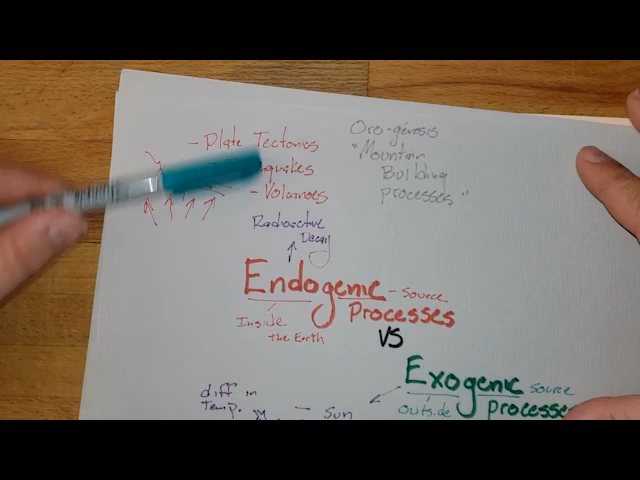 - Plate Tectonics
quakes
- Volcanoes
Oro-génesis
"Mountain
Building
processes"
Radioactive
Decay
Endogenic - source
Processes
Inside
the Earth
VS
Exogenic source
outside processes
diff in
Temp.
Sun